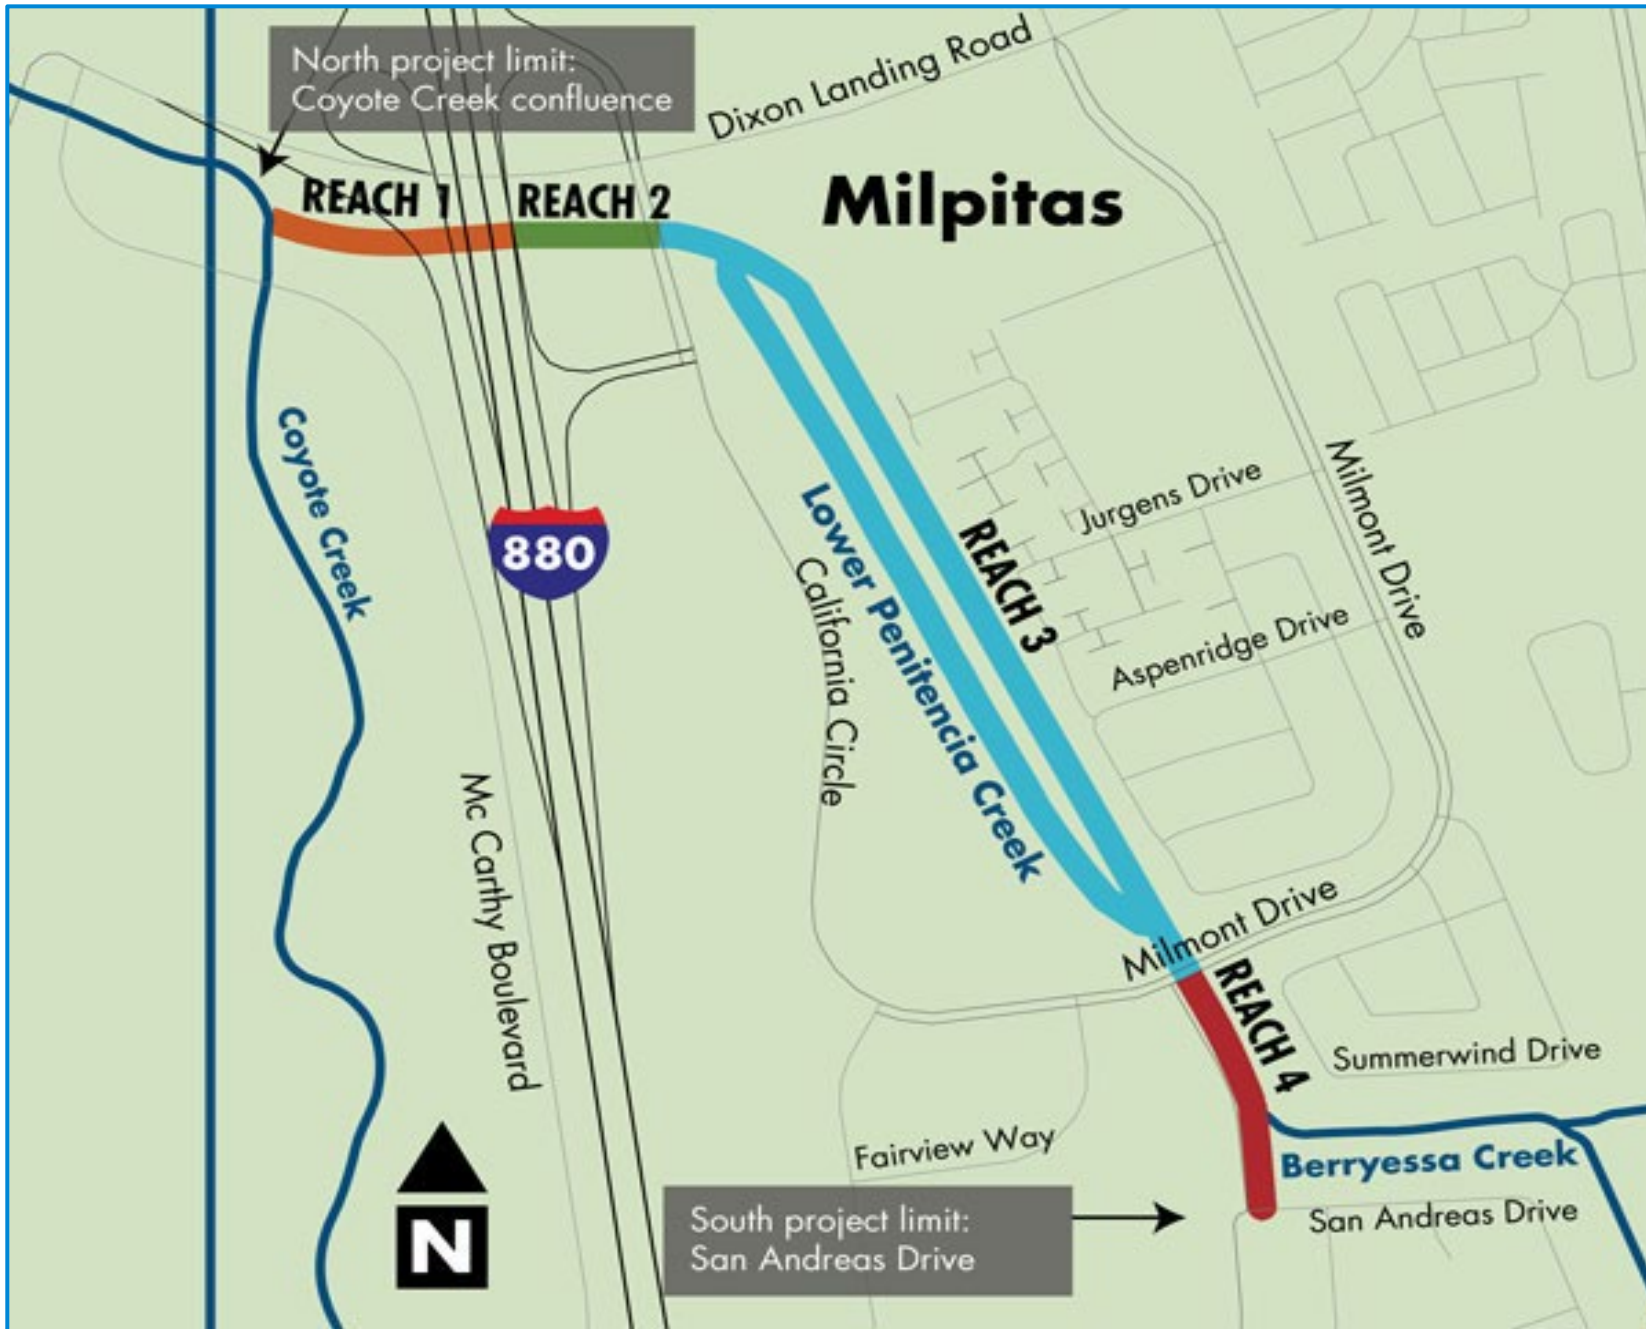 North project limit:
Coyote Creek confluence
Dixon Landing Road
REACH 1
REACH 2
Milpitas
Coyote Creek
880
Lower Penitencia Creek
REACH 3
Jurgens Drive
Milmont Drive
Aspenridge Drive
California Circle
Mc Carthy Boulevard
Milmont Drive
REACH 4
Summerwind Drive
Fairview Way
Berryessa Creek
San Andreas Drive
South project limit:
San Andreas Drive
N